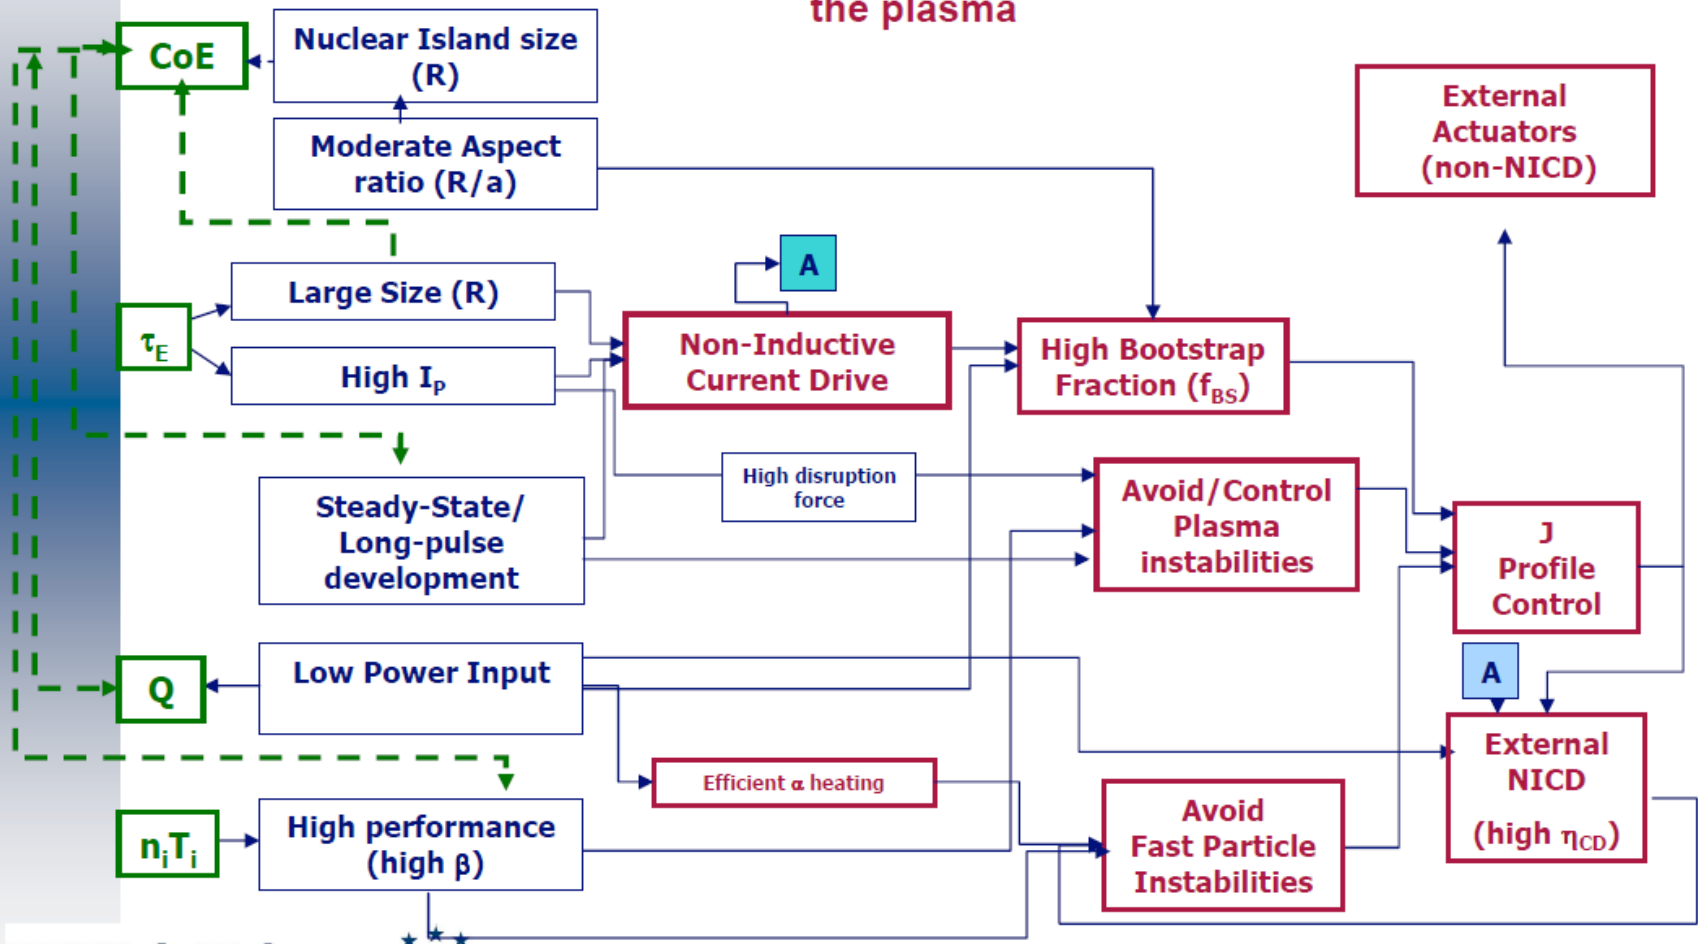 the plasma
CoE
Nuclear Island size
(R)
Moderate Aspect
ratio (R/a)
External
Actuators
(non-NICD)
A
τE
Large Size (R)
High IP
Non-Inductive
Current Drive
High Bootstrap
Fraction (fBS)
High disruption
force
Avoid/Control
Plasma
instabilities
Steady-State/
Long-pulse
development
J
Profile
Control
Q
Low Power Input
A
External
NICD
(high ηCD)
Efficient α heating
Avoid
Fast Particle
Instabilities
niTi
High performance
(high β)